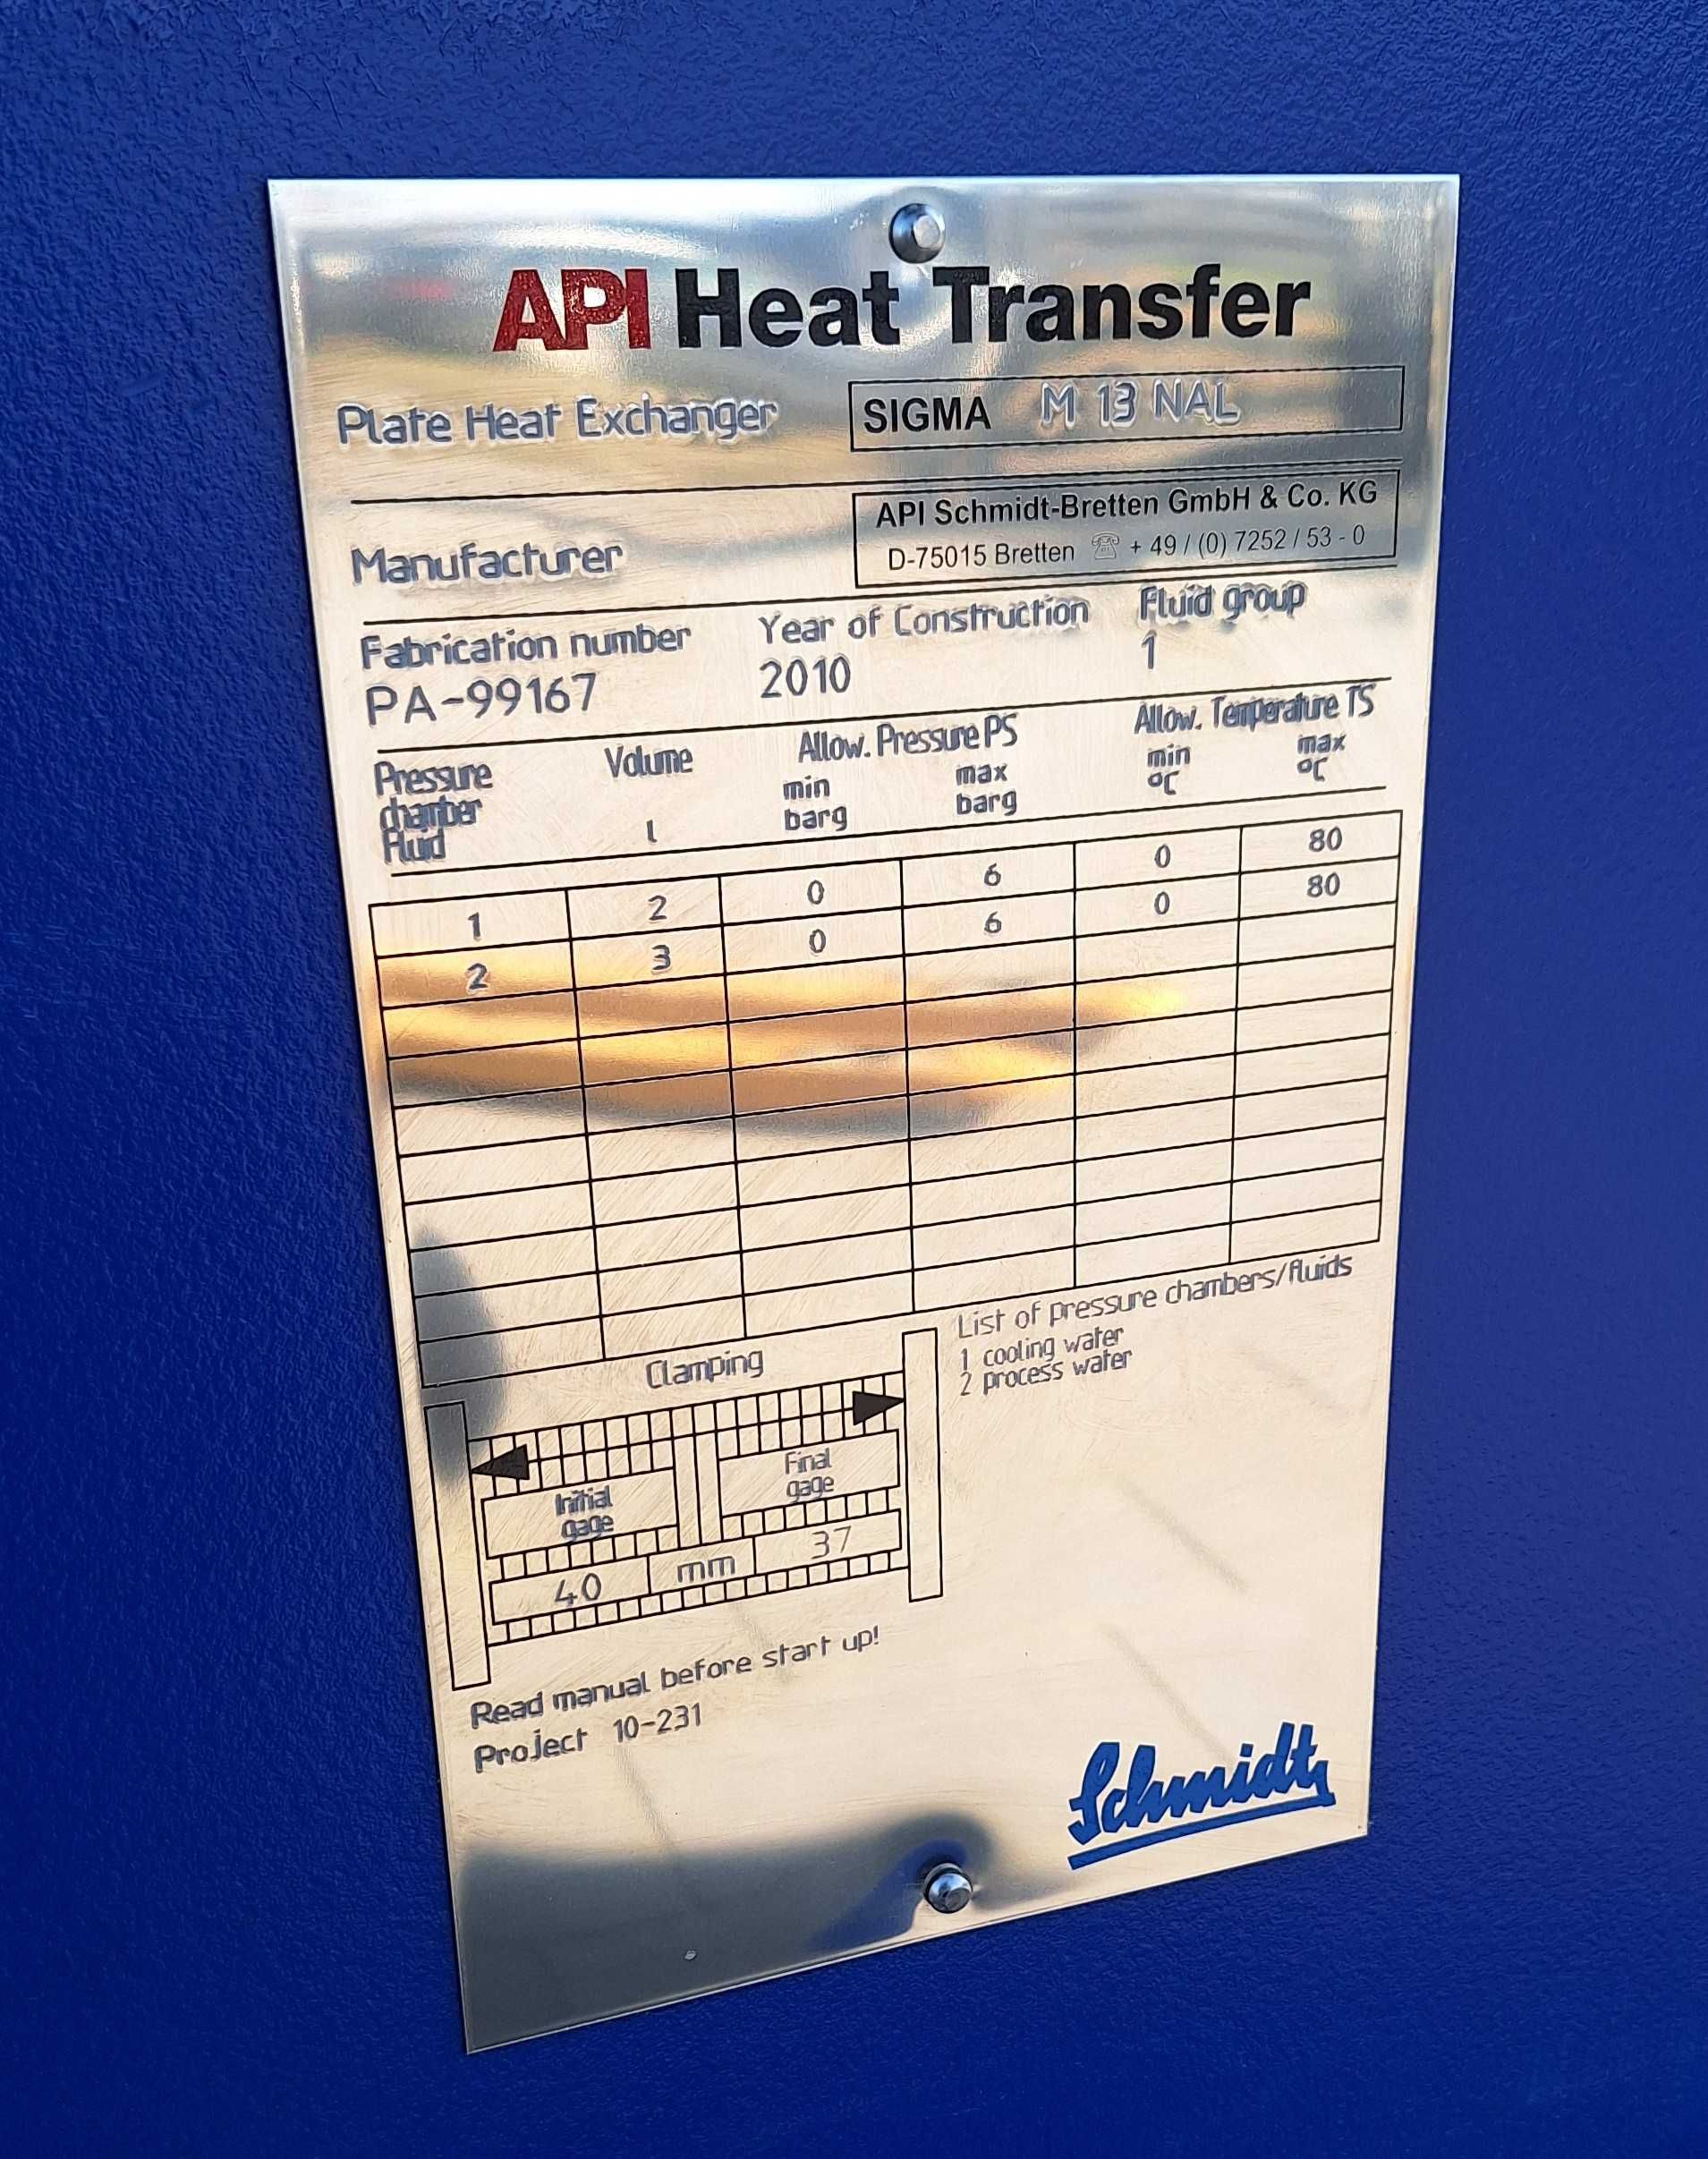 API Heat Transfer
Plate Heat Exchanger SIGMA M 13 NAL
API Schmidt-Bretten GmbH & Co. KG
Manufacturer D-75015 Bretten ☏ + 49 / (0) 7252 / 53 - 0
Fabrication number Year of Construction Fluid group
PA-99167 2010 1
Pressure chamber fluid Volume Allow. Pressure PS Allow. Temperature TS
min max min max
l barg barg °C °C
1 2 0 6 0 80
2 3 0 6 0 80
List of pressure chambers/fluids
1 cooling water
2 process water
Clamping
Initial gage Final gage
40 mm 37
Read manual before start up!
Project 10-231
Schmidt